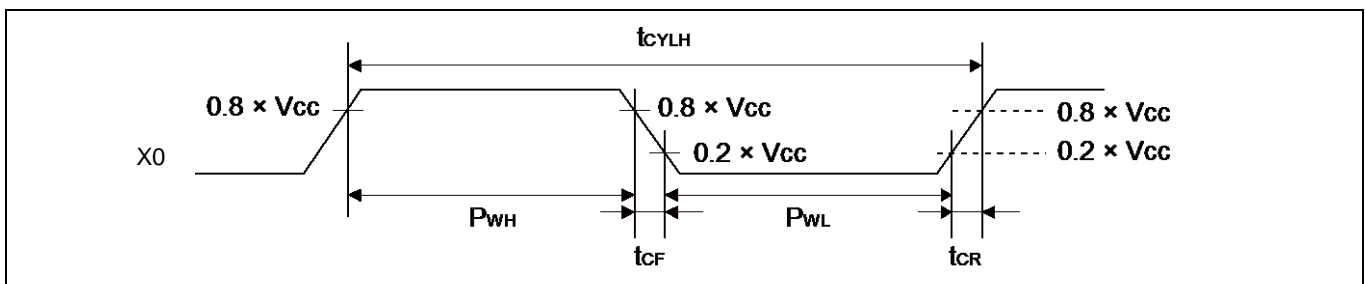 tCYLH
0.8 × Vcc
0.8 × Vcc
0.8 × Vcc
X0
0.2 × Vcc
0.2 × Vcc
PWH
PWL
tCF
tCR